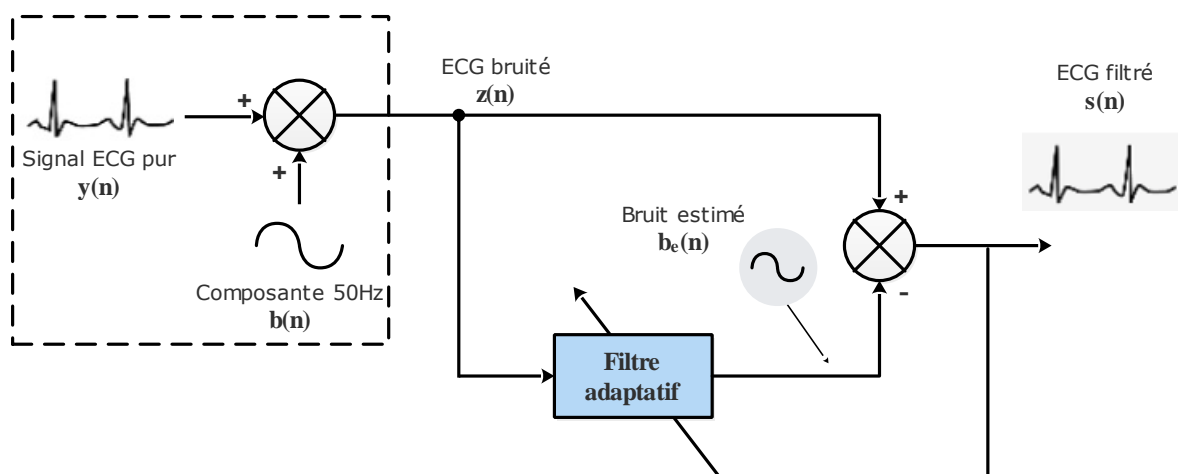 Signal ECG pur
y(n)
+
+
Composante 50Hz
b(n)
ECG bruité
z(n)
Bruit estimé
bₑ(n)
+
-
Filtre
adaptatif
ECG filtré
s(n)